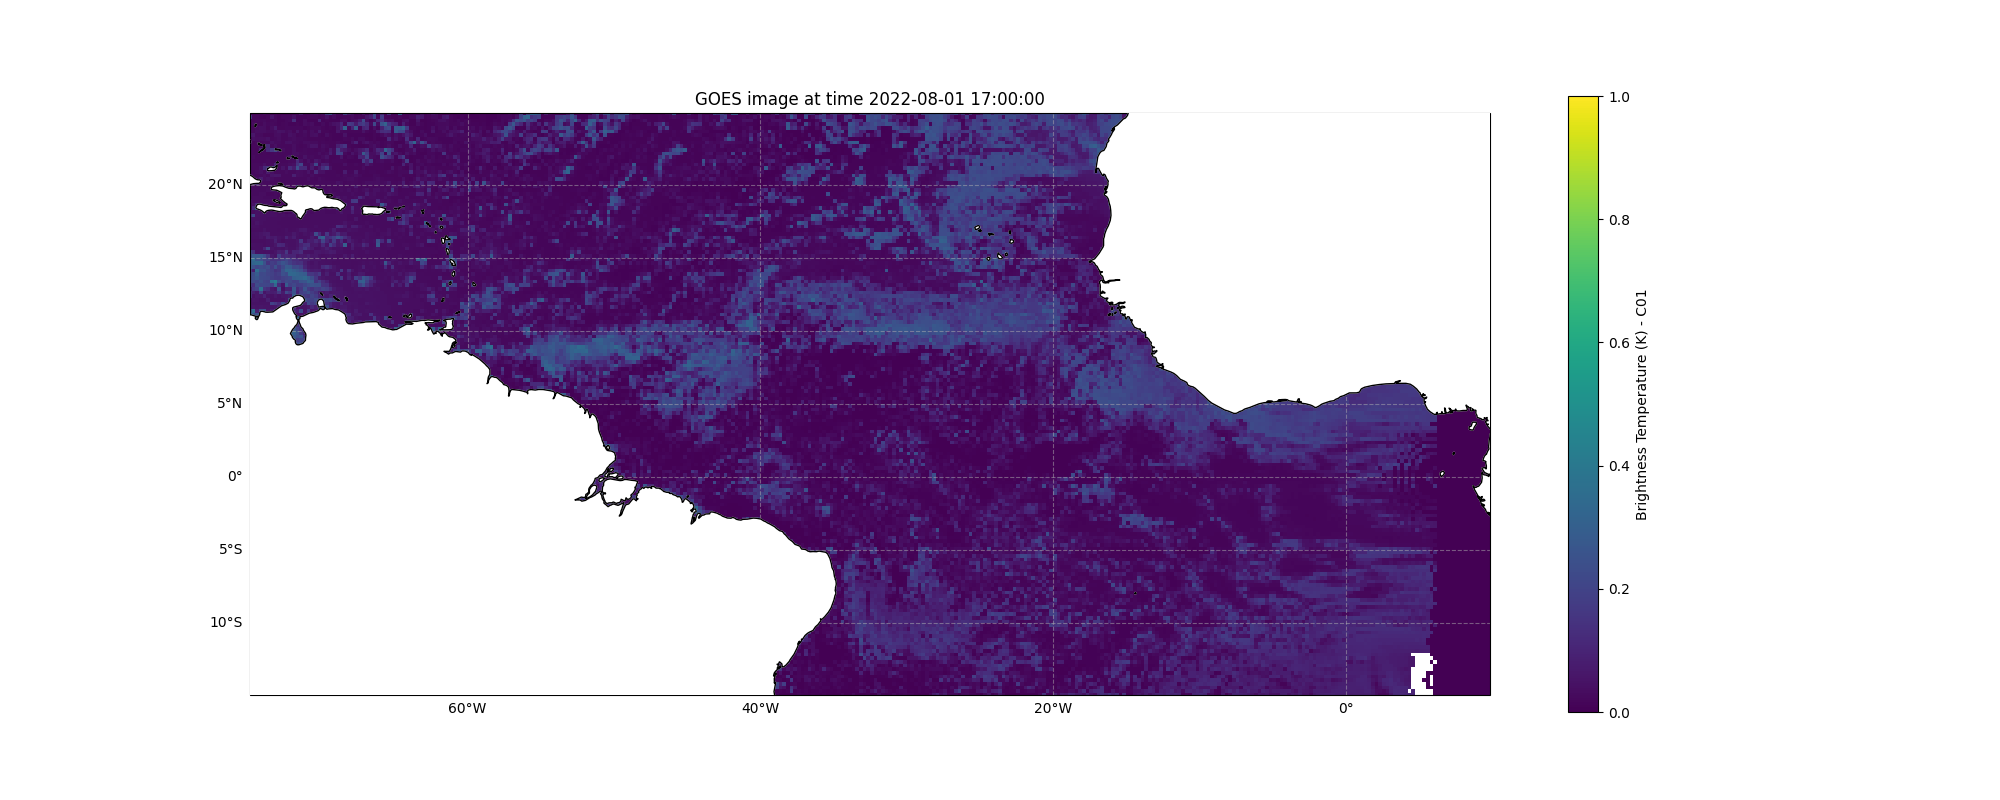 GOES image at time 2022-08-01 17:00:00
20°N
15°N
10°N
5°N
0°
5°S
10°S
60°W
40°W
20°W
0°
1.0
0.8
0.6
0.4
0.2
0.0
Brightness Temperature (K) - C01